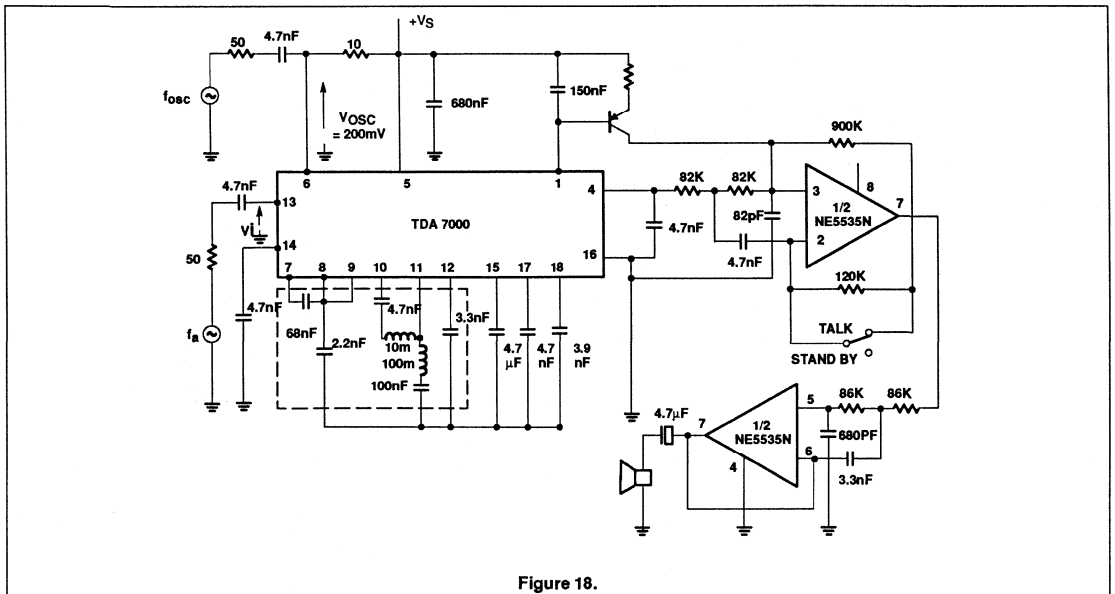 +VS
50
4.7nF
10
fosc
VOSC
= 200mV
680nF
150nF
900K
4.7nF
6
5
1
13
Vi
14
TDA 7000
4
16
82K
82K
82pF
4.7nF
4.7nF
3
8
1/2
NE5535N
7
2
120K
TALK
STAND BY
50
fa
4.7nF
7
8
9
10
11
12
15
17
18
68nF
2.2nF
4.7nF
10m
100m
100nF
3.3nF
4.7
µF
4.7
nF
3.9
nF
4.7µF
7
1/2
NE5535N
4
5
6
86K
86K
680PF
3.3nF
Figure 18.